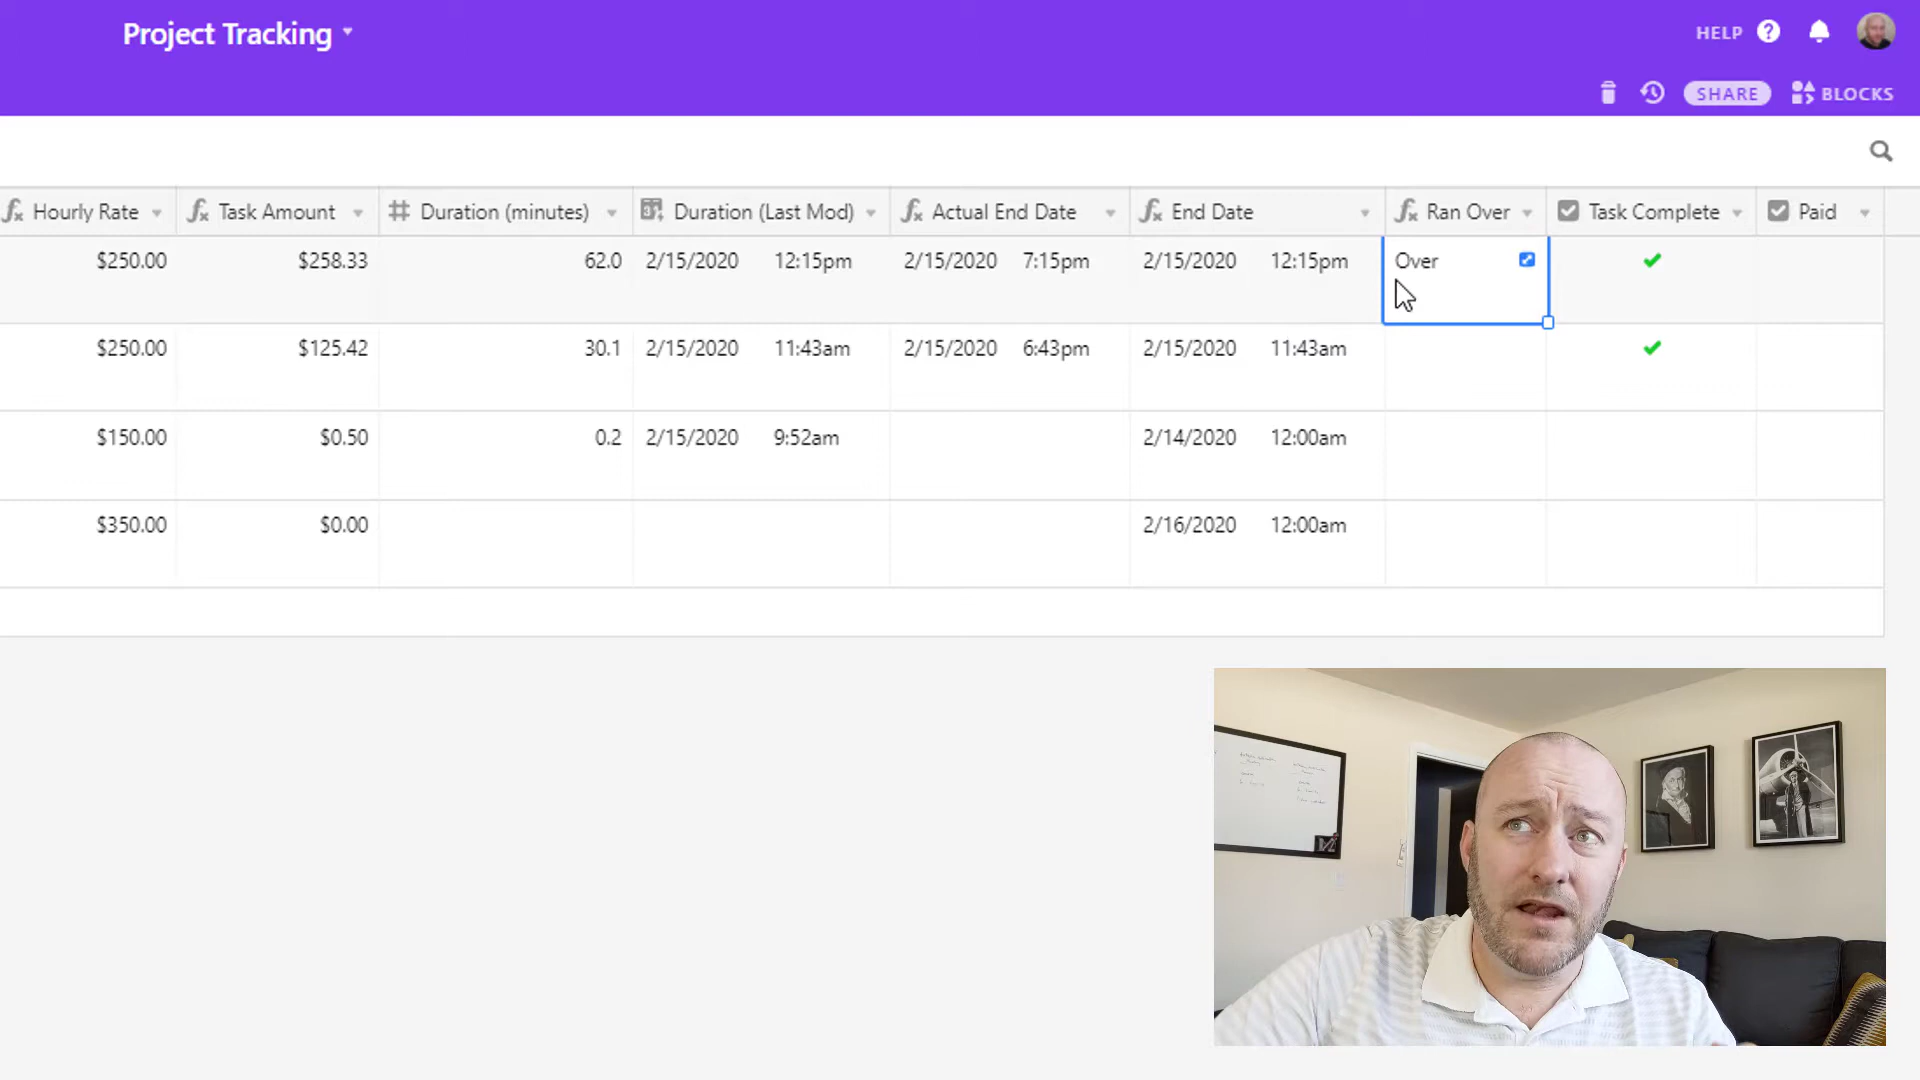 Project Tracking
HELP
SHARE
BLOCKS
Hourly Rate Task Amount Duration (minutes) Duration (Last Mod) Actual End Date End Date Ran Over Task Complete Paid
$250.00 $258.33 62.0 2/15/2020 12:15pm 2/15/2020 7:15pm 2/15/2020 12:15pm Over
$250.00 $125.42 30.1 2/15/2020 11:43am 2/15/2020 6:43pm 2/15/2020 11:43am
$150.00 $0.50 0.2 2/15/2020 9:52am 2/14/2020 12:00am
$350.00 $0.00 2/16/2020 12:00am